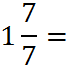 1 7/7 =